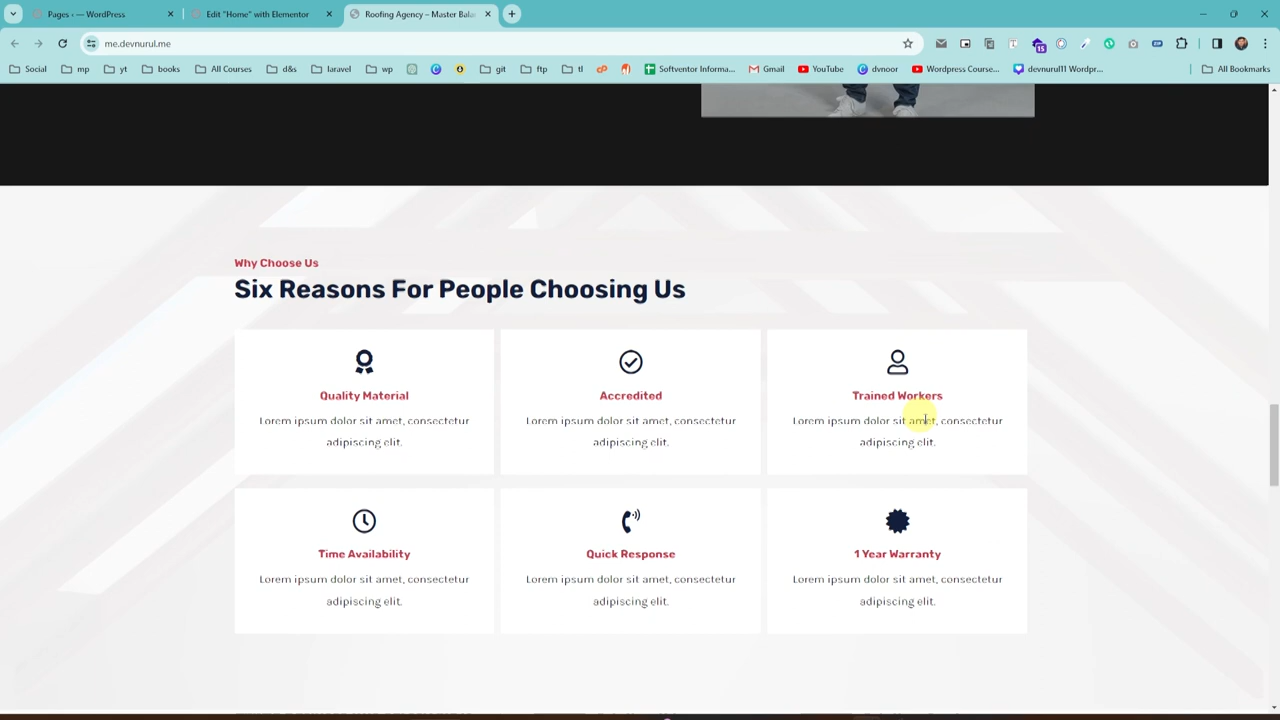 Pages ‹ — WordPress
Edit "Home" with Elementor
Roofing Agency – Master Bala
me.devnurul.me
15
Social
mp
yt
books
All Courses
d&s
laravel
wp
git
ftp
tl
Softventor Informa...
Gmail
YouTube
dvnoor
Wordpress Course...
devnurul11 Wordpr...
All Bookmarks
Why Choose Us
Six Reasons For People Choosing Us
Quality Material
Lorem ipsum dolor sit amet, consectetur
adipiscing elit.
Accredited
Lorem ipsum dolor sit amet, consectetur
adipiscing elit.
Trained Workers
Lorem ipsum dolor sit amet, consectetur
adipiscing elit.
Time Availability
Lorem ipsum dolor sit amet, consectetur
adipiscing elit.
Quick Response
Lorem ipsum dolor sit amet, consectetur
adipiscing elit.
1 Year Warranty
Lorem ipsum dolor sit amet, consectetur
adipiscing elit.